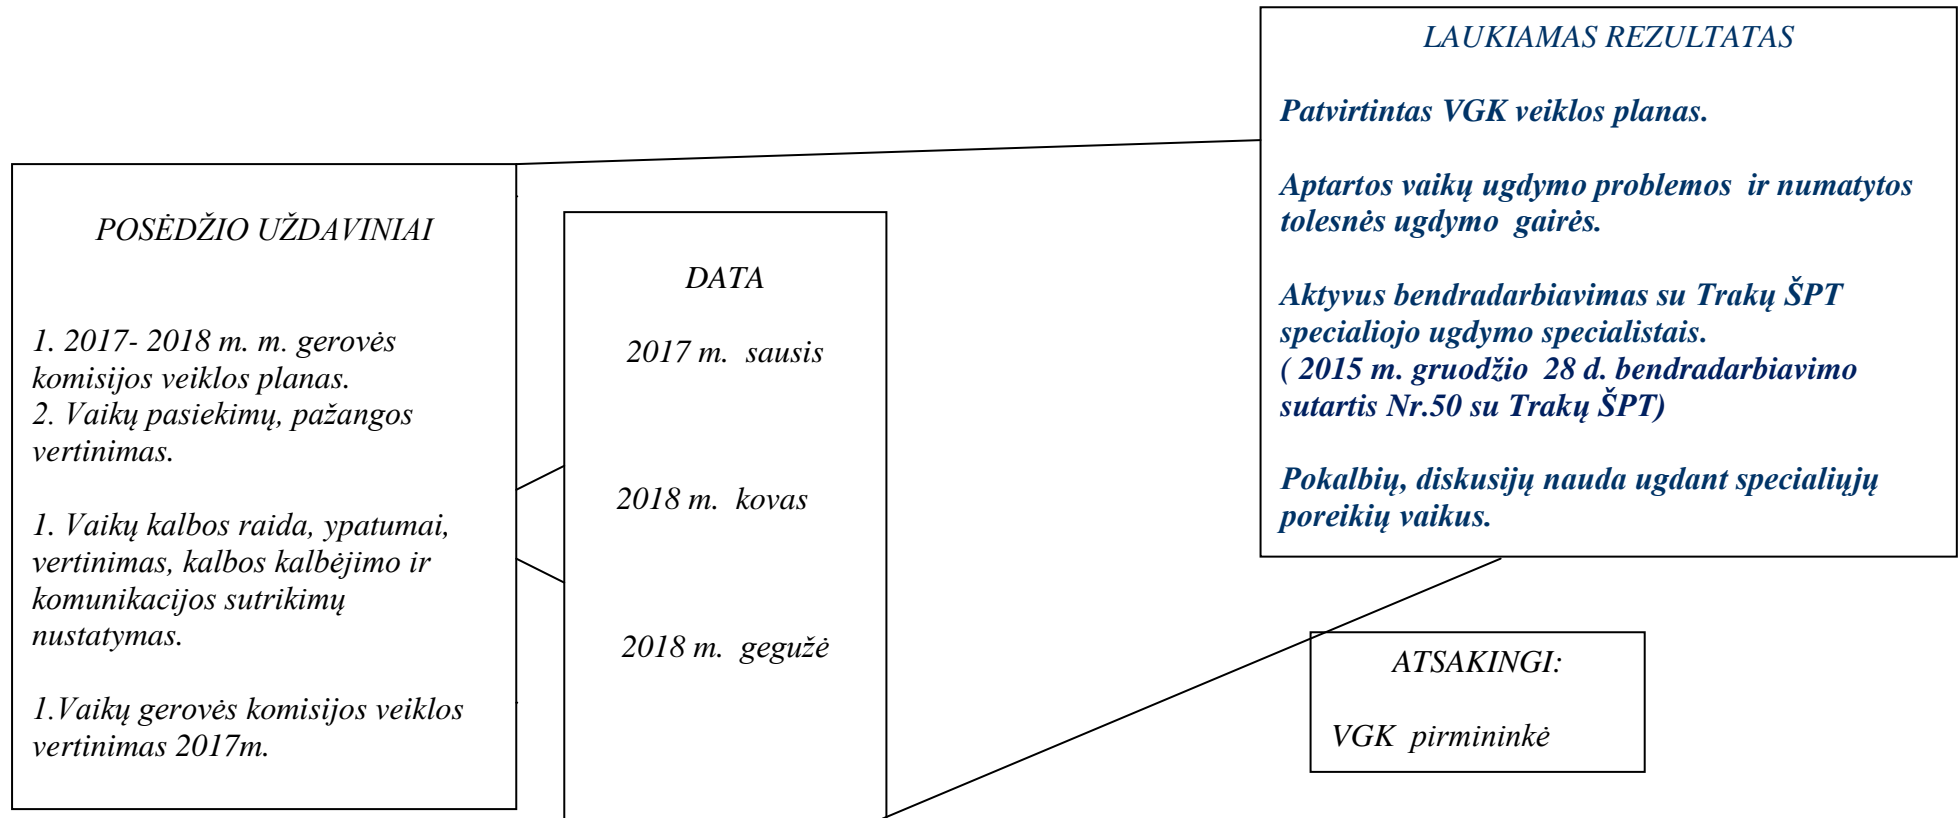 POSĖDŽIO UŽDAVINIAI
1. 2017- 2018 m. m. gerovės
komisijos veiklos planas.
2. Vaikų pasiekimų, pažangos
vertinimas.
1. Vaikų kalbos raida, ypatumai,
vertinimas, kalbos kalbėjimo ir
komunikacijos sutrikimų
nustatymas.
1.Vaikų gerovės komisijos veiklos
vertinimas 2017m.
DATA
2017 m. sausis
2018 m. kovas
2018 m. gegužė
LAUKIAMAS REZULTATAS
Patvirtintas VGK veiklos planas.
Aptartos vaikų ugdymo problemos ir numatytos
tolesnės ugdymo gairės.
Aktyvus bendradarbiavimas su Trakų ŠPT
specialiojo ugdymo specialistais.
( 2015 m. gruodžio 28 d. bendradarbiavimo
sutartis Nr.50 su Trakų ŠPT)
Pokalbių, diskusijų nauda ugdant specialiųjų
poreikių vaikus.
ATSAKINGI:
VGK pirmininkė